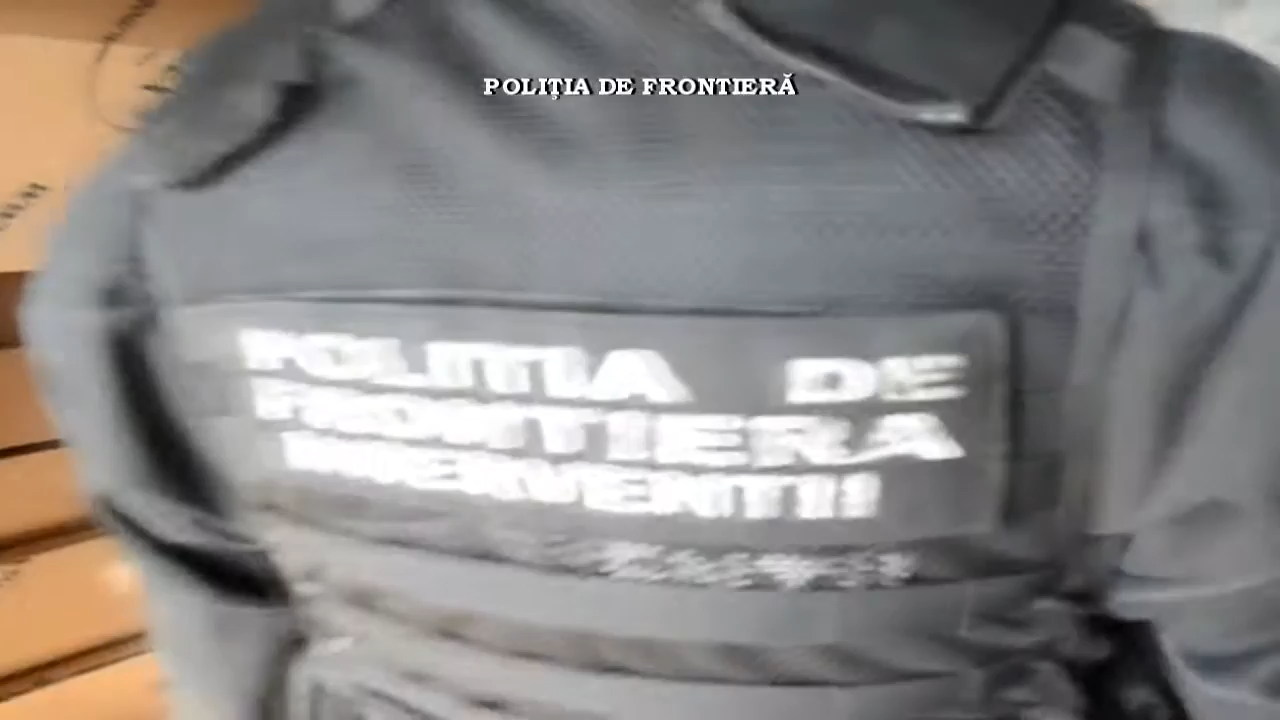 POLIȚIA DE FRONTIERĂ
POLITIA DE
FRONTIERA
INTERVENTII